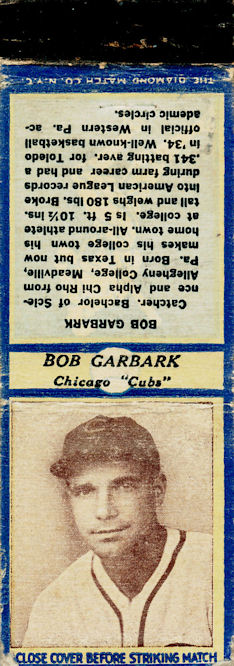 THE DIAMOND MATCH CO. N.Y.C.
BOB GARBARK
Catcher. Bachelor of Scie-
nce and Alpha Chi Rho from
Allegheny College, Meadville,
Pa. Born in Texas but now
makes his college town his
home town. All-around athlete
at college. Is 5 ft. 10½ ins.
tall and weighs 180 lbs. Broke
into American League records
during farm career and had a
.341 batting aver. for Toledo
in '34. Well-known basketball
official in Western Pa. ac-
ademic circles.
BOB GARBARK
Chicago "Cubs"
CLOSE COVER BEFORE STRIKING MATCH